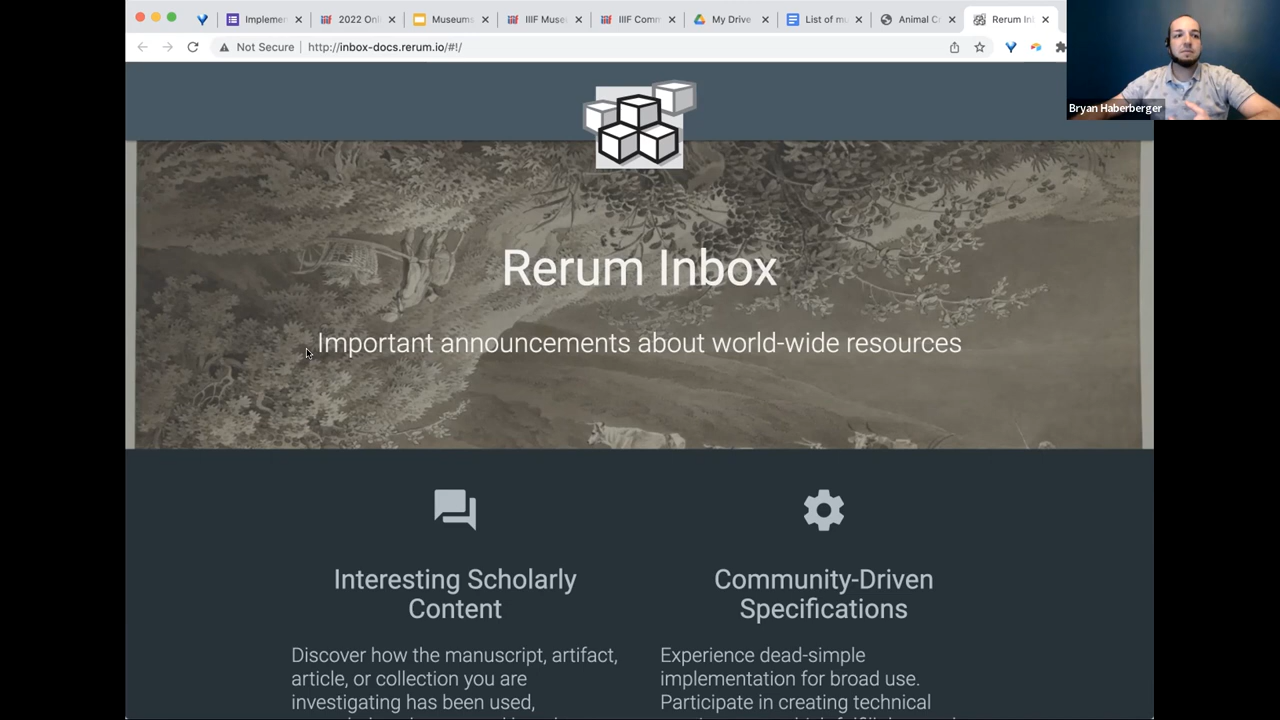 Implemen
2022 Onl
Museums
IIIF Muse
IIIF Comm
My Drive
List of mu
Animal C
Rerum In
Not Secure
http://inbox-docs.rerum.io/#!/
Bryan Haberberger
Rerum Inbox
Important announcements about world-wide resources
Interesting Scholarly
Content
Community-Driven
Specifications
Discover how the manuscript, artifact,
article, or collection you are
investigating has been used,
Experience dead-simple
implementation for broad use.
Participate in creating technical